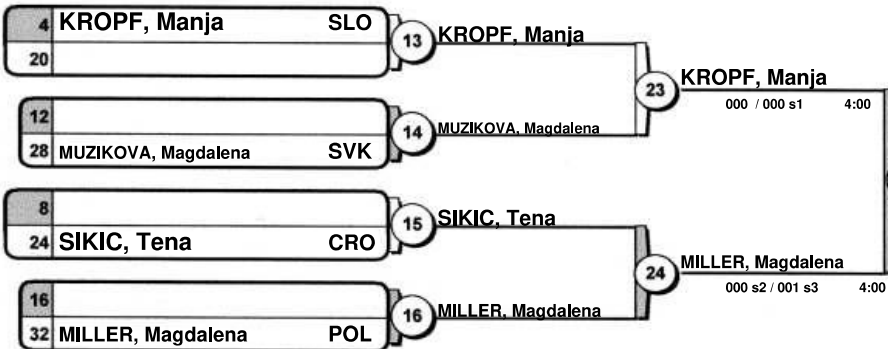 4 KROPF, Manja SLO
20
13 KROPF, Manja
12
28 MUZIKOVA, Magdalena SVK
14 MUZIKOVA, Magdalena
23 KROPF, Manja
000 / 000 s1 4:00
8
24 SIKIC, Tena CRO
15 SIKIC, Tena
16
32 MILLER, Magdalena POL
16 MILLER, Magdalena
24 MILLER, Magdalena
000 s2 / 001 s3 4:00